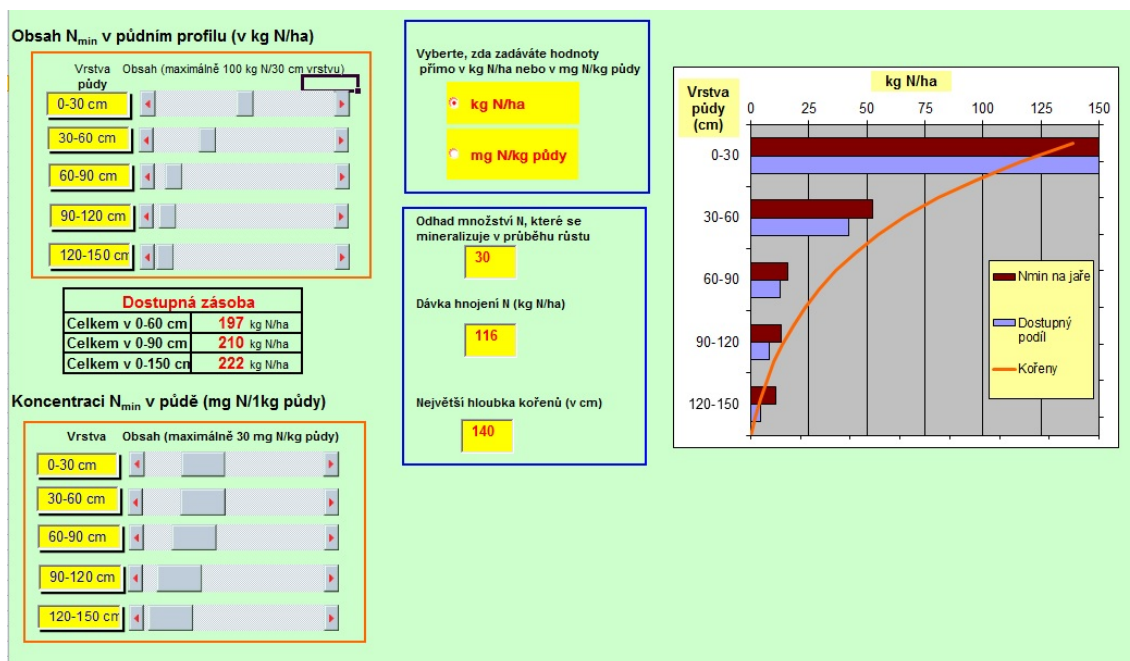 Obsah Nmin v půdním profilu (v kg N/ha)
Vrstva půdy
Obsah (maximálně 100 kg N/30 cm vrstvu)
0-30 cm
30-60 cm
60-90 cm
90-120 cm
120-150 cm
Dostupná zásoba
Celkem v 0-60 cm 197 kg N/ha
Celkem v 0-90 cm 210 kg N/ha
Celkem v 0-150 cn 222 kg N/ha
Koncentraci Nmin v půdě (mg N/1kg půdy)
Vrstva Obsah (maximálně 30 mg N/kg půdy)
0-30 cm
30-60 cm
60-90 cm
90-120 cm
120-150 cm
Vyberte, zda zadáváte hodnoty
přímo v kg N/ha nebo v mg N/kg půdy
kg N/ha
mg N/kg půdy
Odhad množství N, které se
mineralizuje v průběhu růstu
30
Dávka hnojení N (kg N/ha)
116
Největší hloubka kořenů (v cm)
140
kg N/ha
Vrstva
půdy
(cm)
0 25 50 75 100 125 150
0-30
30-60
60-90
90-120
120-150
Nmin na jaře
Dostupný
podíl
Kořeny